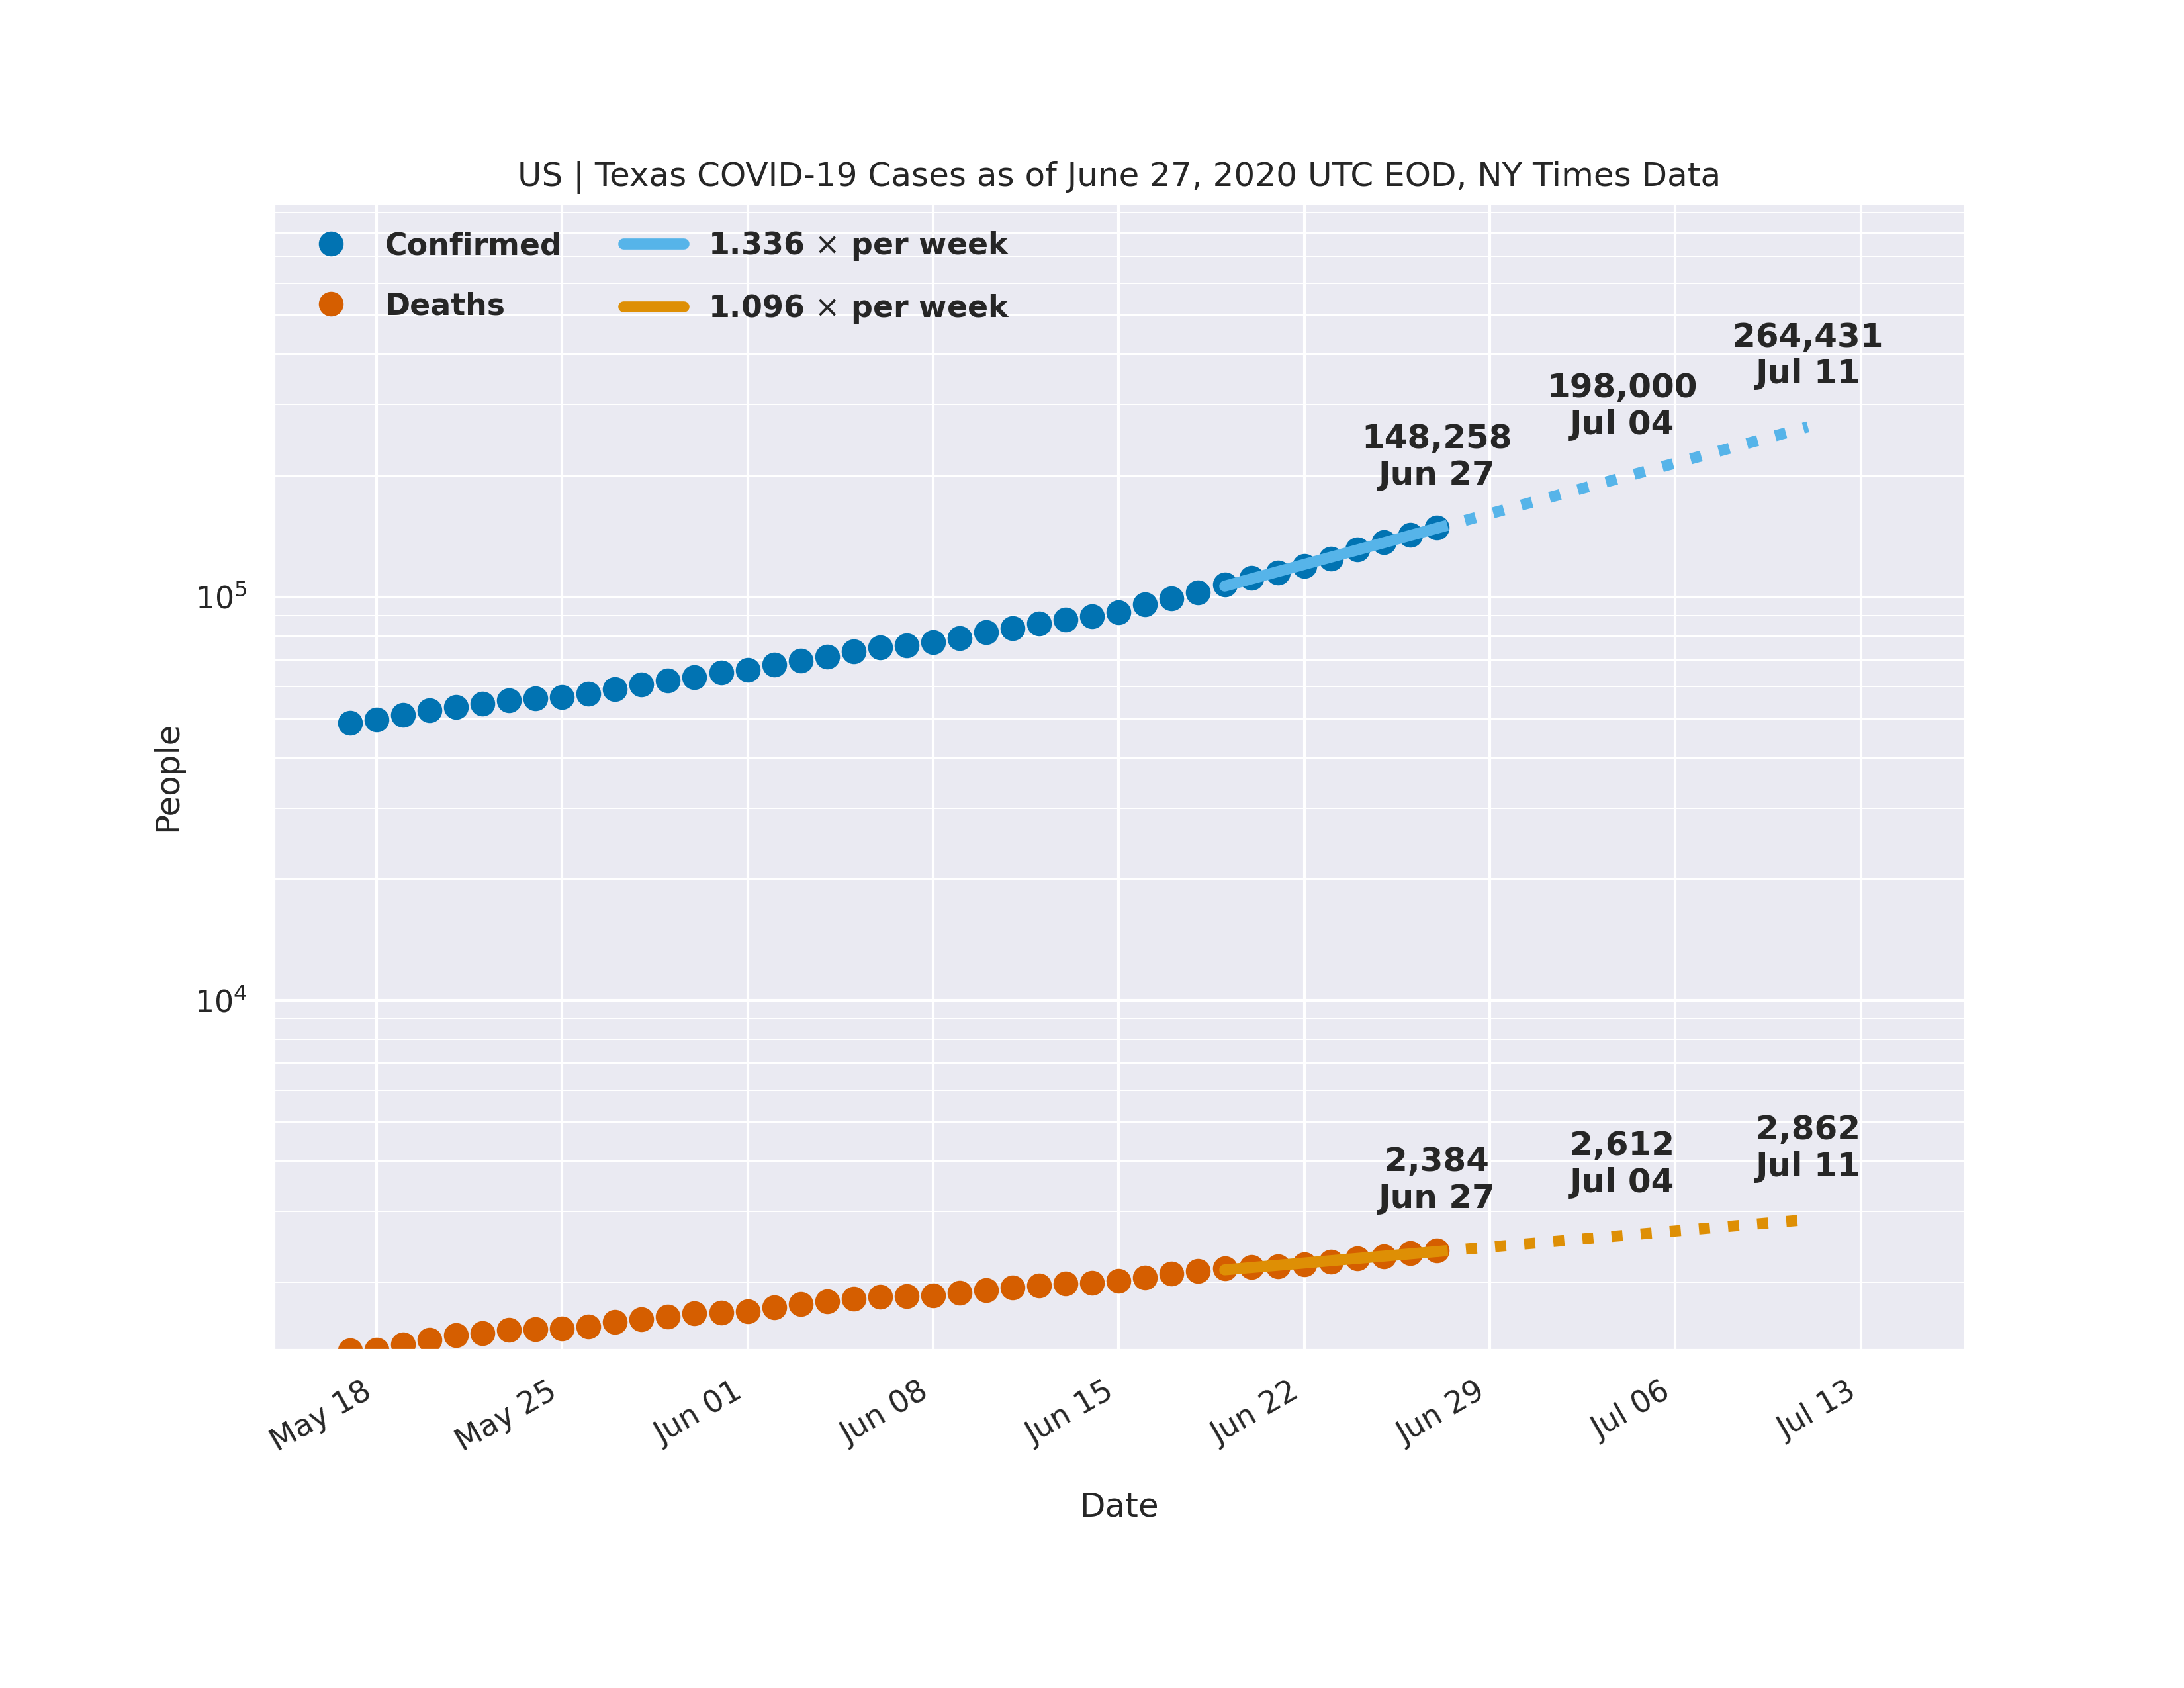 US | Texas COVID-19 Cases as of June 27, 2020 UTC EOD, NY Times Data
Confirmed
Deaths
1.336 × per week
1.096 × per week
264,431
Jul 11
198,000
Jul 04
148,258
Jun 27
10⁵
10⁴
People
2,384
Jun 27
2,612
Jul 04
2,862
Jul 11
May 18
May 25
Jun 01
Jun 08
Jun 15
Jun 22
Jun 29
Jul 06
Jul 13
Date